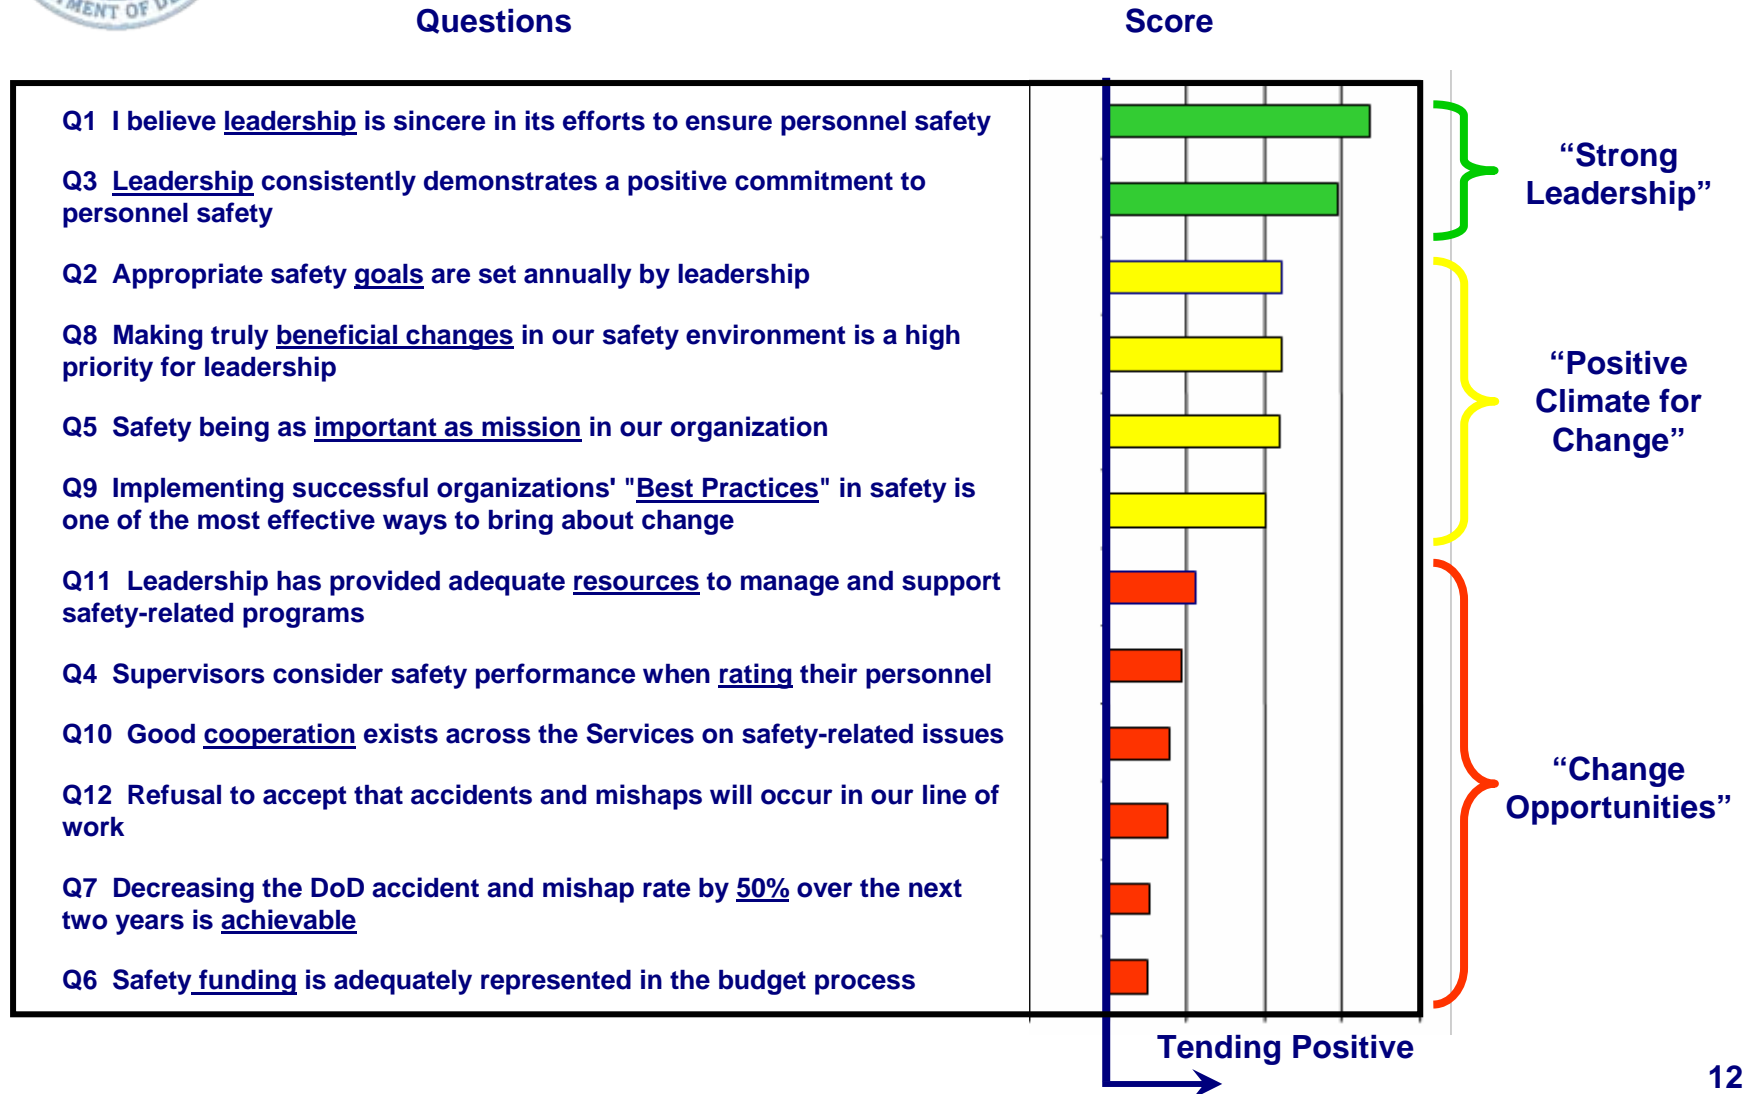 MENT OF DE
Questions
Score
Q1 I believe leadership is sincere in its efforts to ensure personnel safety
Q3 Leadership consistently demonstrates a positive commitment to
personnel safety
Q2 Appropriate safety goals are set annually by leadership
Q8 Making truly beneficial changes in our safety environment is a high
priority for leadership
Q5 Safety being as important as mission in our organization
Q9 Implementing successful organizations' "Best Practices" in safety is
one of the most effective ways to bring about change
Q11 Leadership has provided adequate resources to manage and support
safety-related programs
Q4 Supervisors consider safety performance when rating their personnel
Q10 Good cooperation exists across the Services on safety-related issues
Q12 Refusal to accept that accidents and mishaps will occur in our line of
work
Q7 Decreasing the DoD accident and mishap rate by 50% over the next
two years is achievable
Q6 Safety funding is adequately represented in the budget process
“Strong
Leadership”
“Positive
Climate for
Change”
“Change
Opportunities”
Tending Positive
12